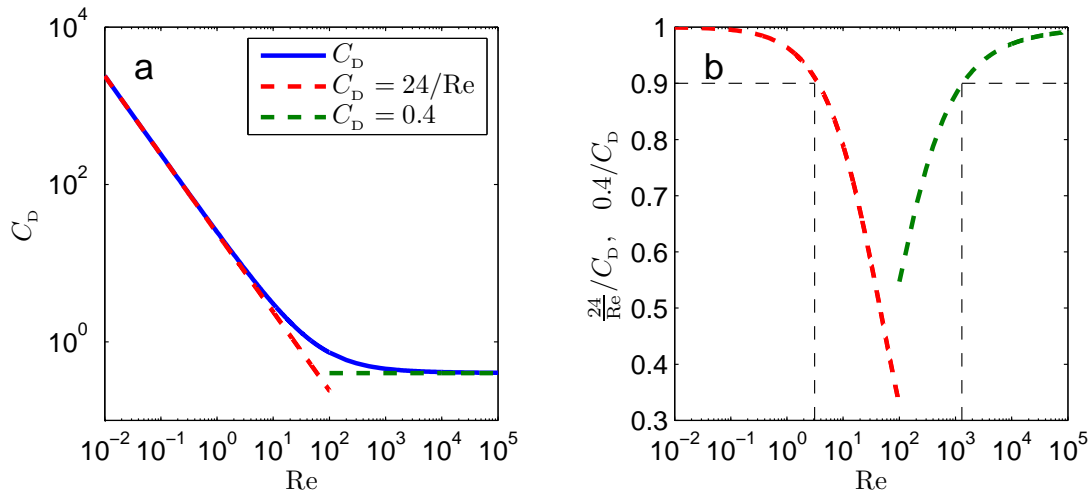 a
C_D
C_D = 24/Re
C_D = 0.4
10^4
10^2
10^0
C_D
10^−2 10^−1 10^0 10^1 10^2 10^3 10^4 10^5
Re
b
1
0.9
0.8
0.7
0.6
0.5
0.4
0.3
24/Re/C_D, 0.4/C_D
10^−2 10^−1 10^0 10^1 10^2 10^3 10^4 10^5
Re